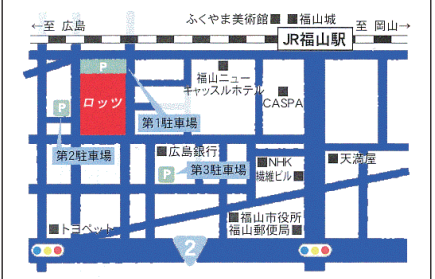 ふくやま美術館 福山城
←至 広島
至 岡山→
JR福山駅
P
福山ニュー
キャッスルホテル
CASPA
ロッツ
P
第1駐車場
第2駐車場
広島銀行
P
第3駐車場
NHK
繊維ビル
天満屋
トヨペット
福山市役所
福山郵便局
2